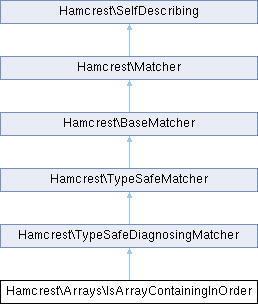 Hamcrest\SelfDescribing
Hamcrest\Matcher
Hamcrest\BaseMatcher
Hamcrest\TypeSafeMatcher
Hamcrest\TypeSafeDiagnosingMatcher
Hamcrest\Arrays\IsArrayContainingInOrder